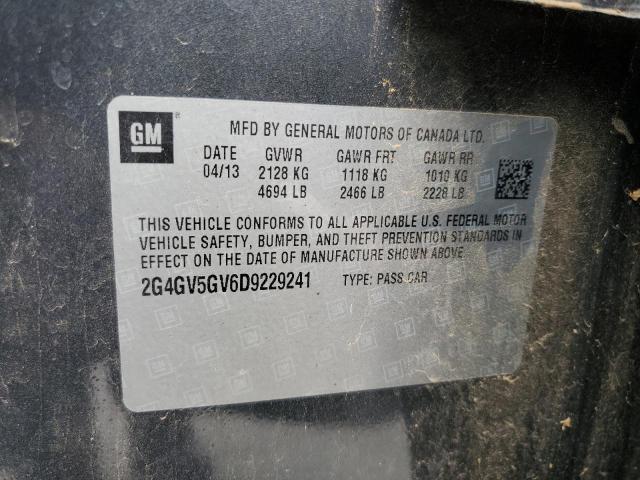 GM ®
MFD BY GENERAL MOTORS OF CANADA LTD.
DATE GVWR GAWR FRT GAWR RR
04/13 2128 KG 1118 KG 1010 KG
4694 LB 2466 LB 2228 LB
THIS VEHICLE CONFORMS TO ALL APPLICABLE U.S. FEDERAL MOTOR
VEHICLE SAFETY, BUMPER, AND THEFT PREVENTION STANDARDS IN
EFFECT ON THE DATE OF MANUFACTURE SHOWN ABOVE.
2G4GV5GV6D9229241 TYPE: PASS CAR